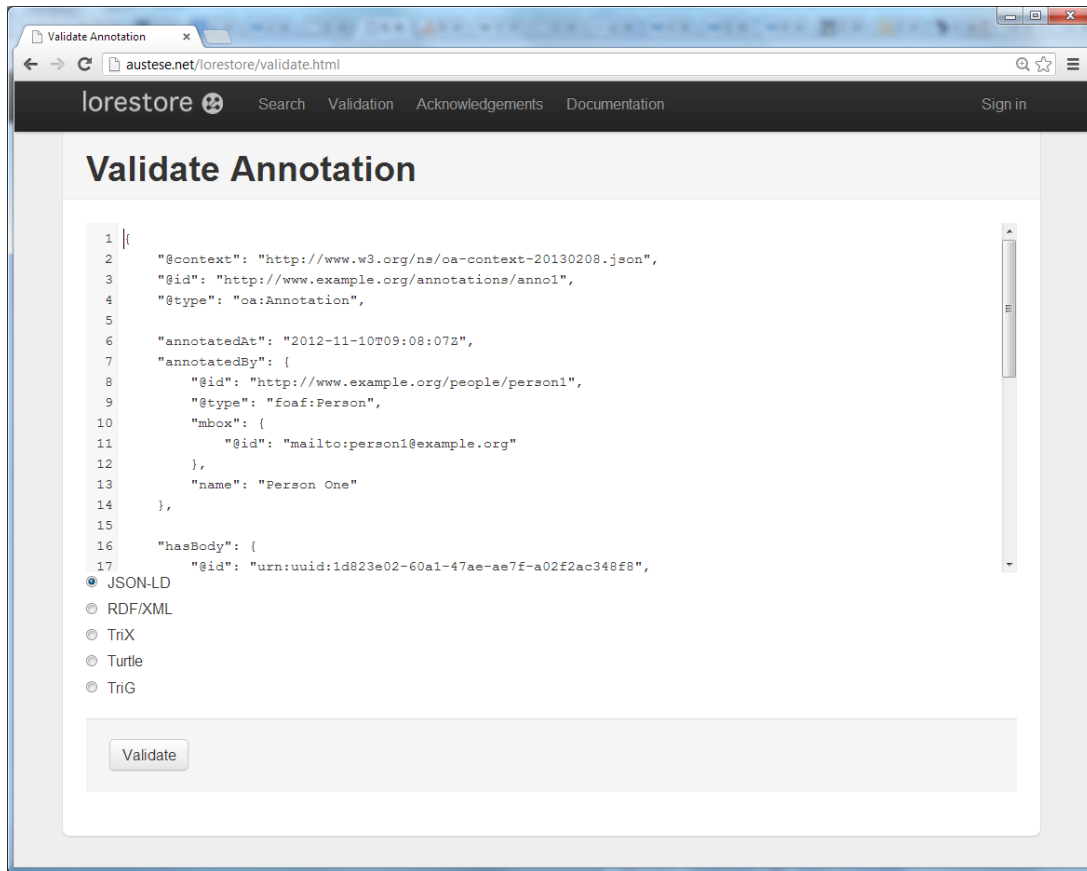 Validate Annotation
austese.net/lorestore/validate.html
lorestore Search Validation Acknowledgements Documentation Sign in
Validate Annotation
1 {
2 "@context": "http://www.w3.org/ns/oa-context-20130208.json",
3 "@id": "http://www.example.org/annotations/anno1",
4 "@type": "oa:Annotation",
5
6 "annotatedAt": "2012-11-10T09:08:07Z",
7 "annotatedBy": {
8 "@id": "http://www.example.org/people/person1",
9 "@type": "foaf:Person",
10 "mbox": {
11 "@id": "mailto:person1@example.org"
12 },
13 "name": "Person One"
14 },
15
16 "hasBody": {
17 "@id": "urn:uuid:1d823e02-60a1-47ae-ae7f-a02f2ac348f8",
JSON-LD
RDF/XML
TriX
Turtle
TriG
Validate